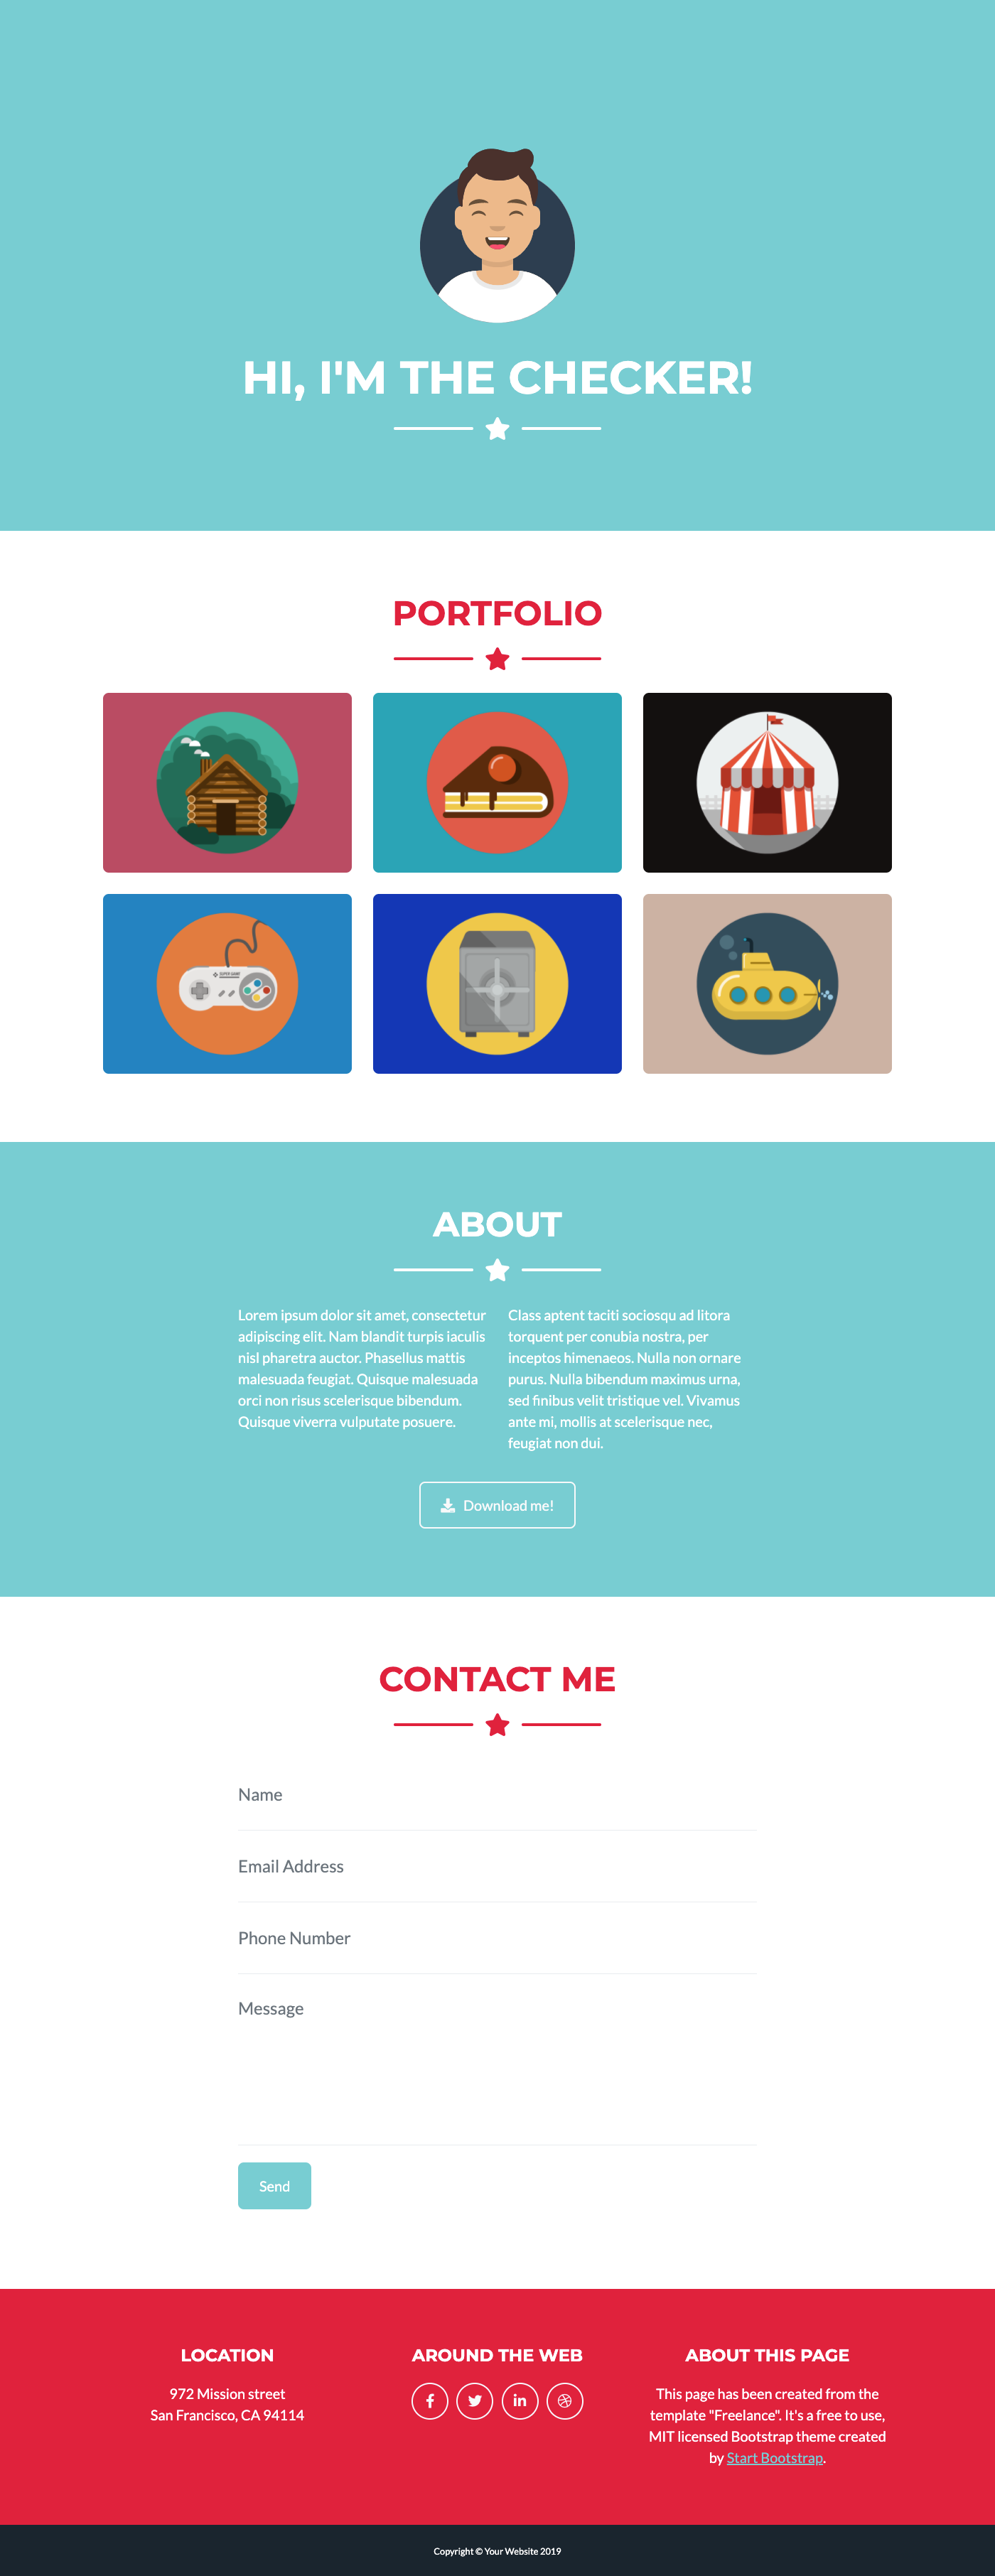 HI, I'M THE CHECKER!
PORTFOLIO
SUPER GAME
ABOUT
Lorem ipsum dolor sit amet, consectetur
adipiscing elit. Nam blandit turpis iaculis
nisl pharetra auctor. Phasellus mattis
malesuada feugiat. Quisque malesuada
orci non risus scelerisque bibendum.
Quisque viverra vulputate posuere.
Class aptent taciti sociosqu ad litora
torquent per conubia nostra, per
inceptos himenaeos. Nulla non ornare
purus. Nulla bibendum maximus urna,
sed finibus velit tristique vel. Vivamus
ante mi, mollis at scelerisque nec,
feugiat non dui.
Download me!
CONTACT ME
Name
Email Address
Phone Number
Message
Send
LOCATION
972 Mission street
San Francisco, CA 94114
AROUND THE WEB
ABOUT THIS PAGE
This page has been created from the
template "Freelance". It's a free to use,
MIT licensed Bootstrap theme created
by Start Bootstrap.
Copyright © Your Website 2019